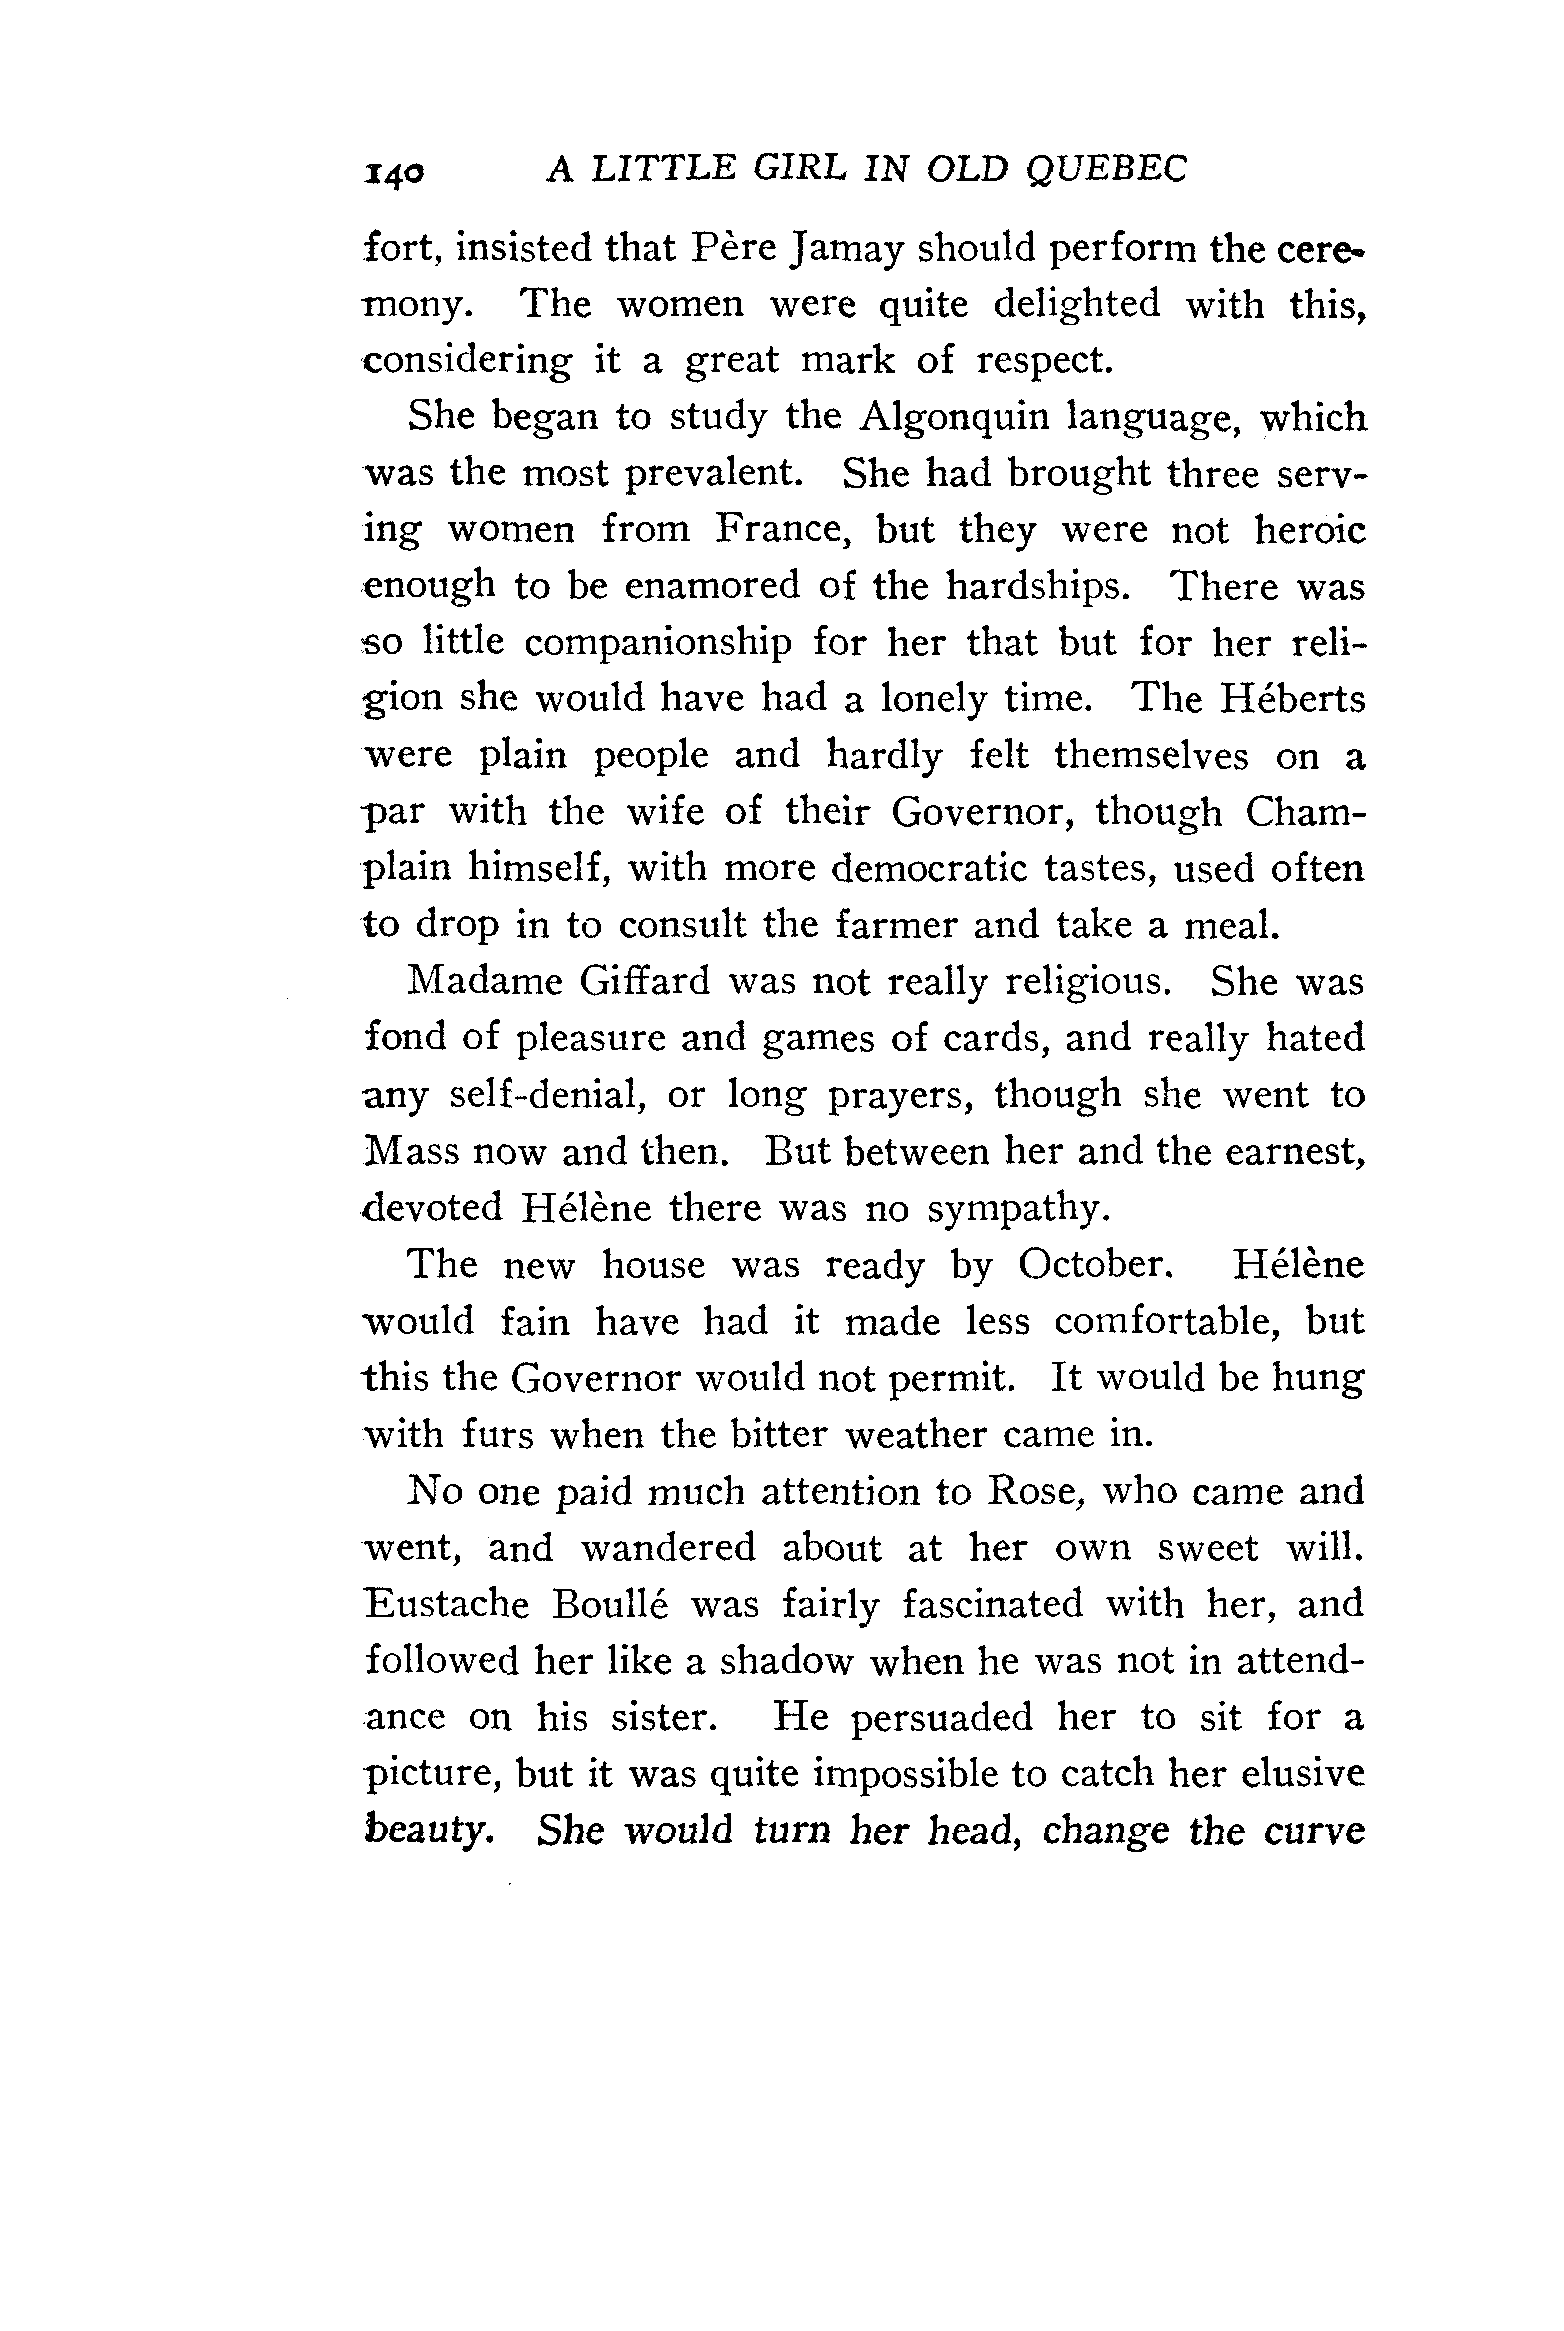 140 A LITTLE GIRL IN OLD QUEBEC
fort, insisted that Père Jamay should perform the cere-
mony. The women were quite delighted with this,
considering it a great mark of respect.
She began to study the Algonquin language, which
was the most prevalent. She had brought three serv-
ing women from France, but they were not heroic
enough to be enamored of the hardships. There was
so little companionship for her that but for her reli-
gion she would have had a lonely time. The Héberts
were plain people and hardly felt themselves on a
par with the wife of their Governor, though Cham-
plain himself, with more democratic tastes, used often
to drop in to consult the farmer and take a meal.
Madame Giffard was not really religious. She was
fond of pleasure and games of cards, and really hated
any self-denial, or long prayers, though she went to
Mass now and then. But between her and the earnest,
devoted Hélène there was no sympathy.
The new house was ready by October. Hélène
would fain have had it made less comfortable, but
this the Governor would not permit. It would be hung
with furs when the bitter weather came in.
No one paid much attention to Rose, who came and
went, and wandered about at her own sweet will.
Eustache Boullé was fairly fascinated with her, and
followed her like a shadow when he was not in attend-
ance on his sister. He persuaded her to sit for a
picture, but it was quite impossible to catch her elusive
beauty. She would turn her head, change the curve